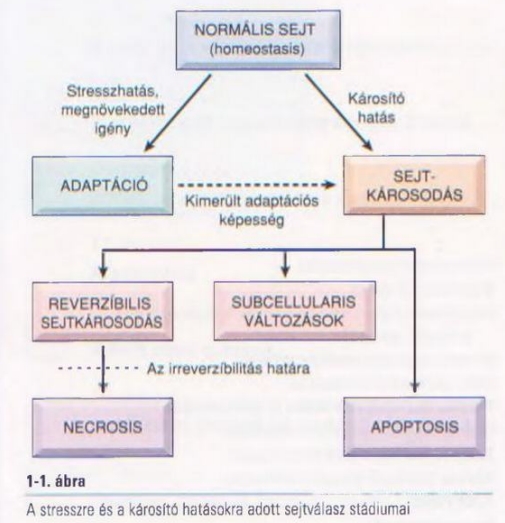 NORMÁLIS SEJT
(homeostasis)
Stresszhatás,
megnövekedett
igény
Károsító
hatás
ADAPTÁCIÓ
Kimerült adaptációs
képesség
SEJT-
KÁROSODÁS
REVERZÍBILIS
SEJTKÁROSODÁS
SUBCELLULARIS
VÁLTOZÁSOK
Az irreverzíbilitás határa
NECROSIS
APOPTOSIS
1-1. ábra
A stresszre és a károsító hatásokra adott sejtválasz stádiumai